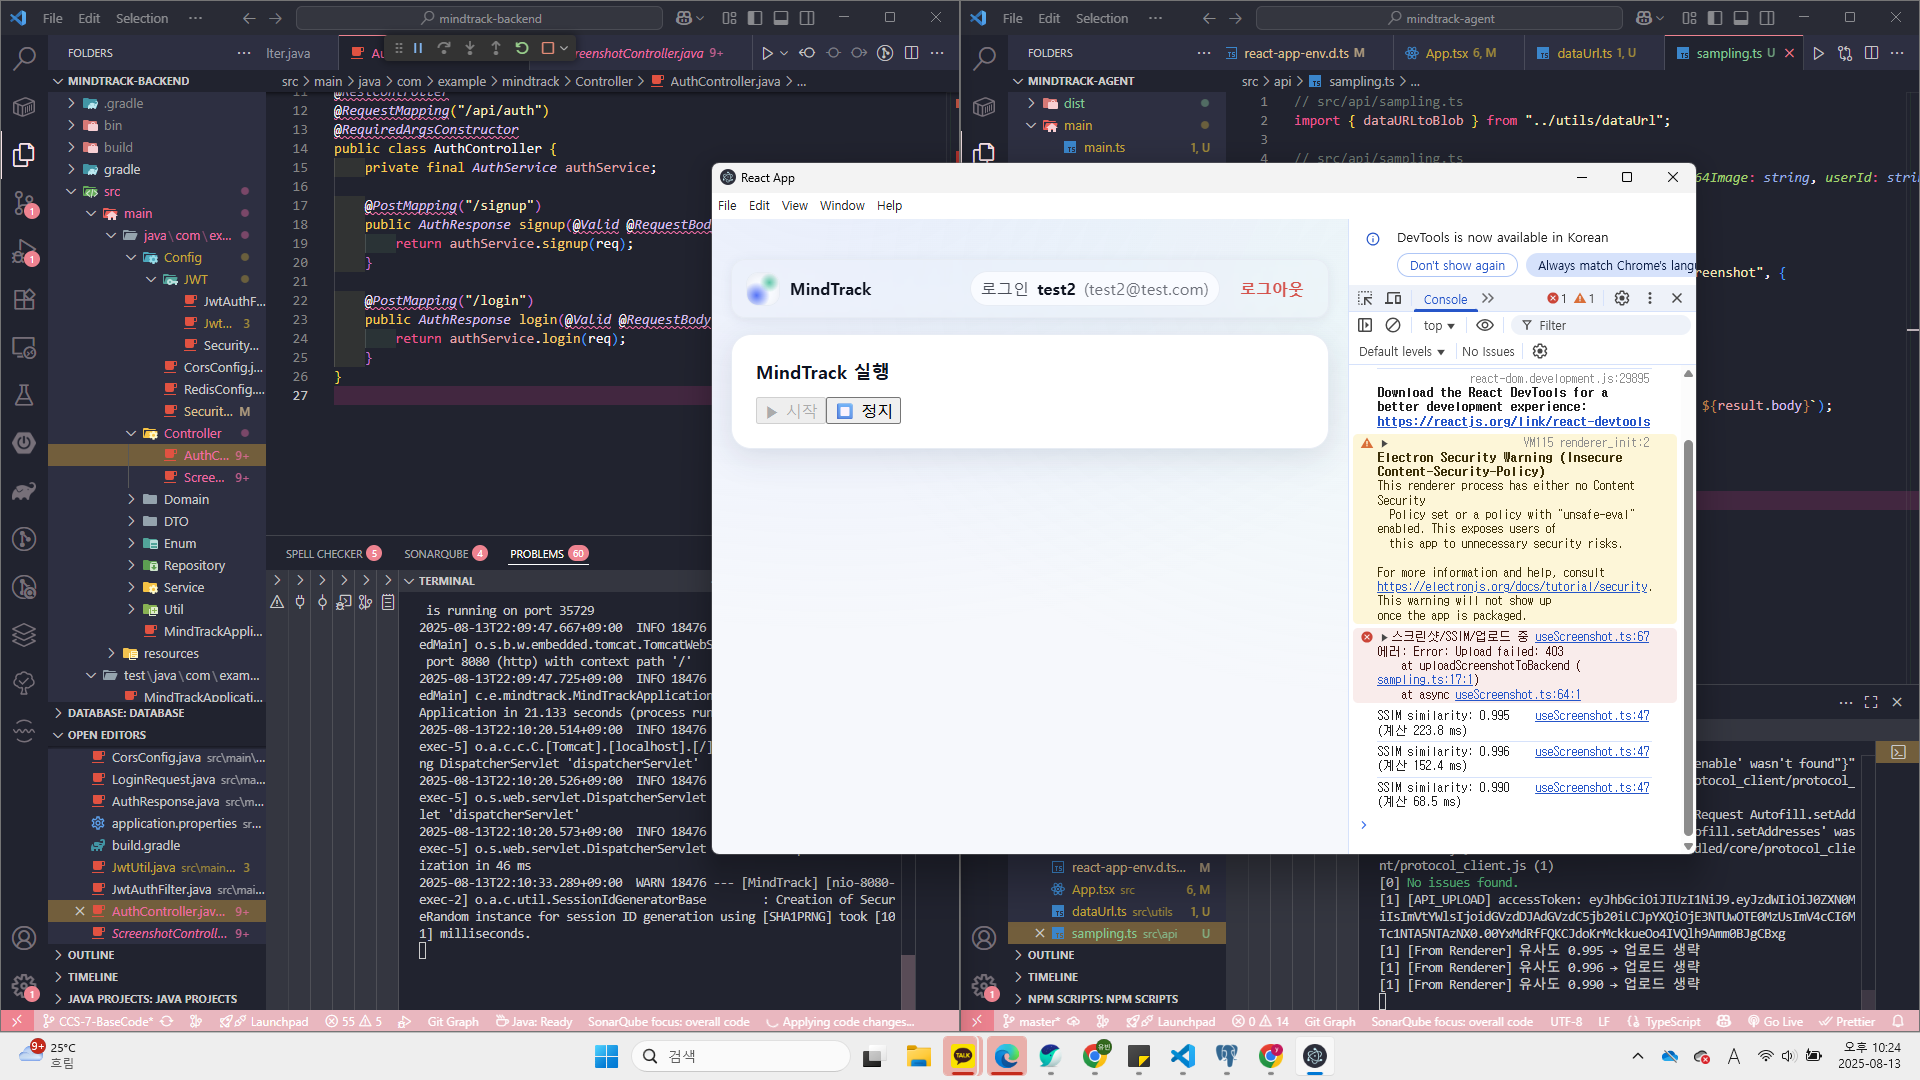 File Edit Selection ··· mindtrack-backend
FOLDERS
MINDTRACK-BACKEND
.gradle
bin
build
gradle
src
main
java\com\ex...
Config
JWT
JwtAuthF...
Jwt... 3
Security...
CorsConfig.j...
RedisConfig....
Securit... M
Controller
AuthC... 9+
Scree... 9+
Domain
DTO
Enum
Repository
Service
Util
MindTrackAppli...
resources
test\java\com\exam...
MindTrackApplicati...
DATABASE: DATABASE
OPEN EDITORS
CorsConfig.java src\main\...
LoginRequest.java src\ma...
AuthResponse.java src\m...
application.properties sr...
build.gradle
JwtUtil.java src\main... 3
JwtAuthFilter.java src\mai...
AuthController.jav... 9+
ScreenshotControll... 9+
OUTLINE
TIMELINE
JAVA PROJECTS: JAVA PROJECTS
lter.java
creenshotController.java 9+
src > main > java > com > example > mindtrack > Controller > AuthController.java > ...
11 @RestController
12 @RequestMapping("/api/auth")
13 @RequiredArgsConstructor
14 public class AuthController {
15 private final AuthService authService;
16
17 @PostMapping("/signup")
18 public AuthResponse signup(@Valid @RequestBod
19 return authService.signup(req);
20 }
21
22 @PostMapping("/login")
23 public AuthResponse login(@Valid @RequestBody
24 return authService.login(req);
25 }
26 }
27
SPELL CHECKER 5 SONARQUBE 4 PROBLEMS 60
TERMINAL
is running on port 35729
2025-08-13T22:09:47.667+09:00 INFO 18476
edMain] o.s.b.w.embedded.tomcat.TomcatWebS
port 8080 (http) with context path '/'
2025-08-13T22:09:47.725+09:00 INFO 18476
edMain] c.e.mindtrack.MindTrackApplication
Application in 21.133 seconds (process run
2025-08-13T22:10:20.514+09:00 INFO 18476
exec-5] o.a.c.c.C.[Tomcat].[localhost].[/]
ng DispatcherServlet 'dispatcherServlet'
2025-08-13T22:10:20.526+09:00 INFO 18476
exec-5] o.s.web.servlet.DispatcherServlet
let 'dispatcherServlet'
2025-08-13T22:10:20.573+09:00 INFO 18476
exec-5] o.s.web.servlet.DispatcherServlet
ization in 46 ms
2025-08-13T22:10:33.289+09:00 WARN 18476 --- [MindTrack] [nio-8080-
exec-2] o.a.c.util.SessionIdGeneratorBase : Creation of Secur
eRandom instance for session ID generation using [SHA1PRNG] took [10
1] milliseconds.
CCS-7-BaseCode* Launchpad 55 5 Git Graph Java: Ready SonarQube focus: overall code Applying code changes...
File Edit Selection ··· mindtrack-agent
FOLDERS
MINDTRACK-AGENT
dist
main
main.ts 1, U
react-app-env.d.ts M App.tsx 6, M dataUrl.ts 1, U sampling.ts U
src > api > sampling.ts > ...
1 // src/api/sampling.ts
2 import { dataURLtoBlob } from "../utils/dataUrl";
3
4 // src/api/sampling.ts
64Image: string, userId: stri
reenshot", {
${result.body}`);
React App
File Edit View Window Help
MindTrack
로그인 test2 (test2@test.com) 로그아웃
MindTrack 실행
▶ 시작 정지
DevTools is now available in Korean
Don't show again Always match Chrome's lang
Console 1 1
top Filter
Default levels No Issues
react-dom.development.js:29895
Download the React DevTools for a
better development experience:
https://reactjs.org/link/react-devtools
VM115 renderer_init:2
Electron Security Warning (Insecure
Content-Security-Policy)
This renderer process has either no Content
Security
Policy set or a policy with "unsafe-eval"
enabled. This exposes users of
this app to unnecessary security risks.
For more information and help, consult
https://electronjs.org/docs/tutorial/security.
This warning will not show up
once the app is packaged.
스크린샷/SSIM/업로드 중 useScreenshot.ts:67
에러: Error: Upload failed: 403
at uploadScreenshotToBackend (
sampling.ts:17:1)
at async useScreenshot.ts:64:1
SSIM similarity: 0.995 useScreenshot.ts:47
(계산 223.8 ms)
SSIM similarity: 0.996 useScreenshot.ts:47
(계산 152.4 ms)
SSIM similarity: 0.990 useScreenshot.ts:47
(계산 68.5 ms)
react-app-env.d.ts... M
App.tsx src 6, M
dataUrl.ts src\utils 1, U
sampling.ts src\api U
OUTLINE
TIMELINE
NPM SCRIPTS: NPM SCRIPTS
enable' wasn't found"}"
otocol_client/protocol_
Request Autofill.setAdd
ofill.setAddresses' was
dled/core/protocol_clie
nt/protocol_client.js (1)
[0] No issues found.
[1] [API_UPLOAD] accessToken: eyJhbGciOiJIUzI1NiJ9.eyJzdWIiOiJ0ZXN0M
[1] [From Renderer] 유사도 0.995 → 업로드 생략
[1] [From Renderer] 유사도 0.996 → 업로드 생략
[1] [From Renderer] 유사도 0.990 → 업로드 생략
master* Launchpad 0 14 Git Graph SonarQube focus: overall code UTF-8 LF TypeScript Go Live Prettier
25°C
흐림
검색
오후 10:24
2025-08-13